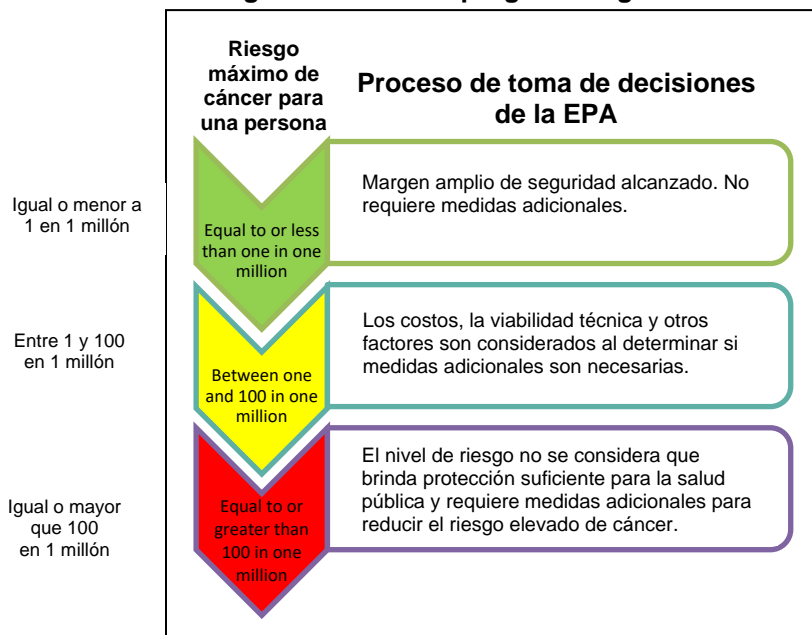 Riesgo
máximo de
cáncer para
una persona
Proceso de toma de decisiones
de la EPA
Igual o menor a
1 en 1 millón
Equal to or less
than one in one
million
Margen amplio de seguridad alcanzado. No
requiere medidas adicionales.
Entre 1 y 100
en 1 millón
Between one
and 100 in one
million
Los costos, la viabilidad técnica y otros
factores son considerados al determinar si
medidas adicionales son necesarias.
Igual o mayor
que 100
en 1 millón
Equal to or
greater than
100 in one
million
El nivel de riesgo no se considera que
brinda protección suficiente para la salud
pública y requiere medidas adicionales para
reducir el riesgo elevado de cáncer.